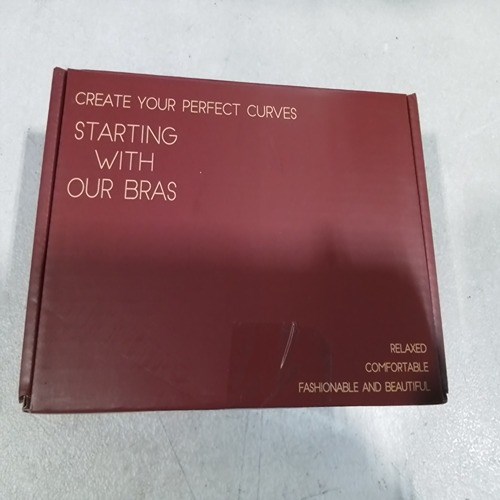 CREATE YOUR PERFECT CURVES
STARTING
WITH
OUR BRAS
RELAXED
COMFORTABLE
FASHIONABLE AND BEAUTIFUL